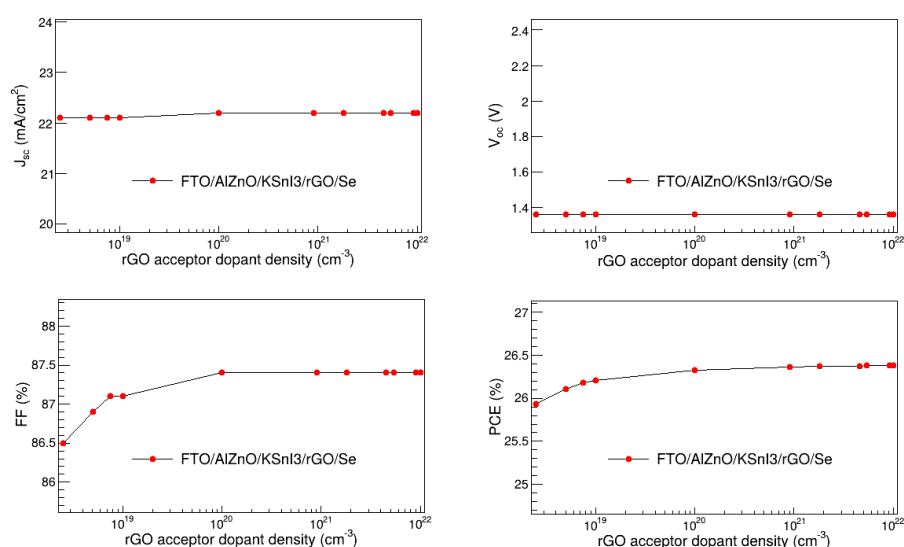 24
23
22
21
20
J_sc (mA/cm^2)
FTO/AlZnO/KSnI3/rGO/Se
10^19 10^20 10^21 10^22
rGO acceptor dopant density (cm^-3)
2.4
2.2
2
1.8
1.6
1.4
V_oc (V)
FTO/AlZnO/KSnI3/rGO/Se
10^19 10^20 10^21 10^22
rGO acceptor dopant density (cm^-3)
88
87.5
87
86.5
86
FF (%)
FTO/AlZnO/KSnI3/rGO/Se
10^19 10^20 10^21 10^22
rGO acceptor dopant density (cm^-3)
27
26.5
26
25.5
25
PCE (%)
FTO/AlZnO/KSnI3/rGO/Se
10^19 10^20 10^21 10^22
rGO acceptor dopant density (cm^-3)